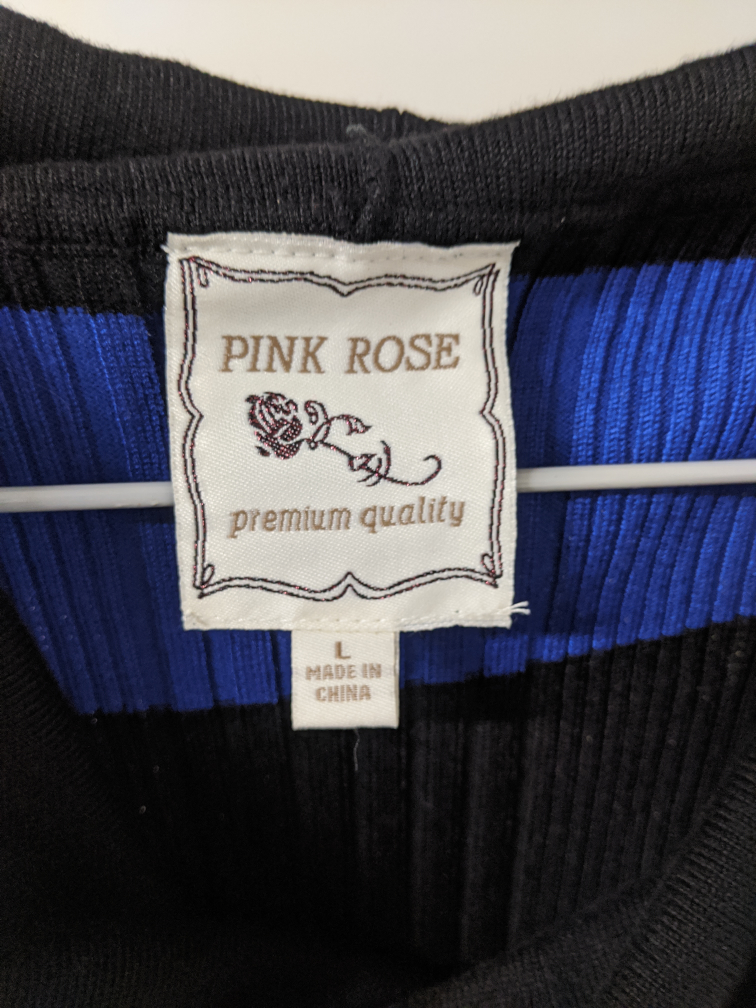 PINK ROSE
premium quality
L
MADE IN
CHINA